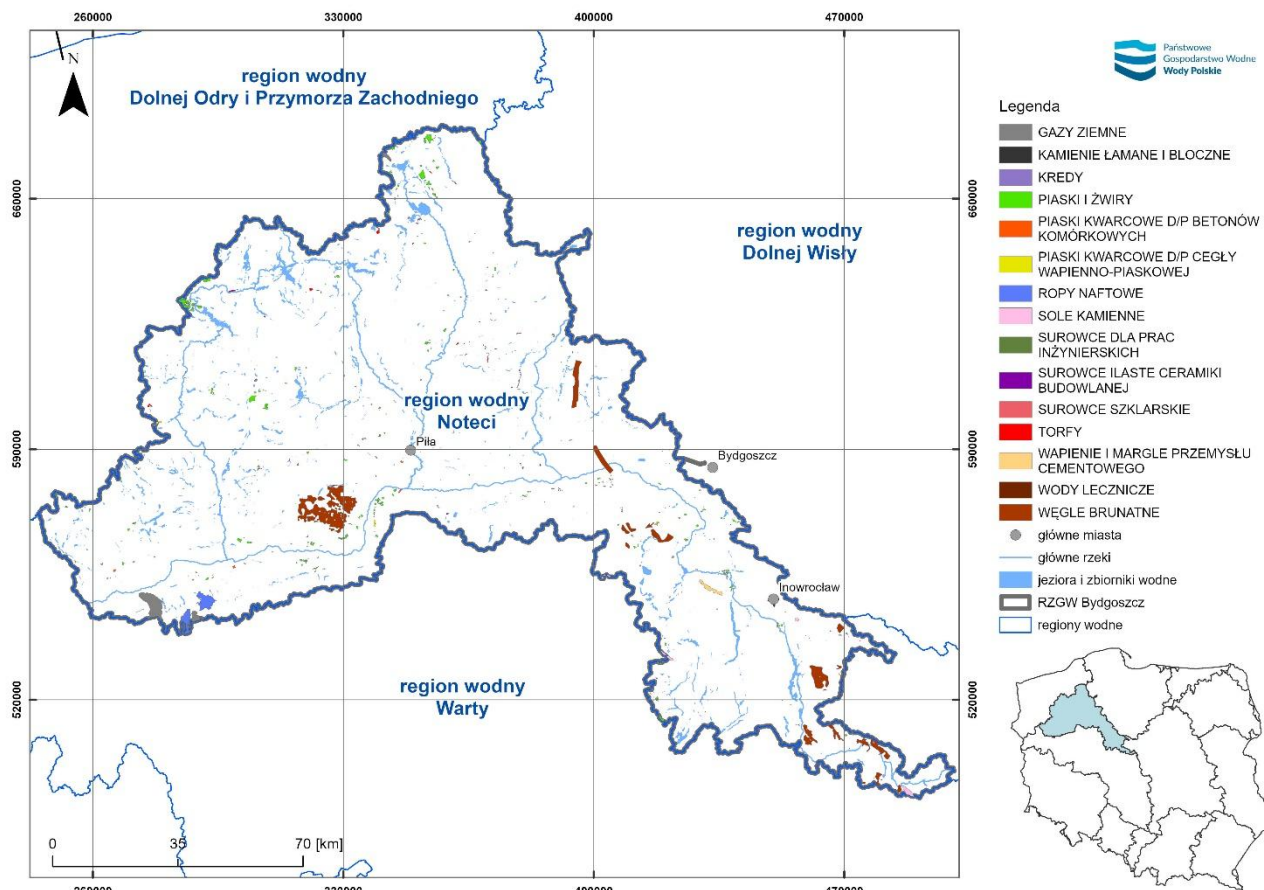 260000 330000 400000 470000
N
region wodny
Dolnej Odry i Przymorza Zachodniego
660000
660000
region wodny
Dolnej Wisły
region wodny
Noteci
Piła
590000
590000
Bydgoszcz
Inowrocław
520000
520000
region wodny
Warty
0 35 70 [km]
260000 330000 400000 470000
Państwowe
Gospodarstwo Wodne
Wody Polskie
Legenda
GAZY ZIEMNE
KAMIENIE ŁAMANE I BLOCZNE
KREDY
PIASKI I ŻWIRY
PIASKI KWARCOWE D/P BETONÓW
KOMÓRKOWYCH
PIASKI KWARCOWE D/P CEGŁY
WAPIENNO-PIASKOWEJ
ROPY NAFTOWE
SOLE KAMIENNE
SUROWCE DLA PRAC
INŻYNIERSKICH
SUROWCE ILASTE CERAMIKI
BUDOWLANEJ
SUROWCE SZKLARSKIE
TORFY
WAPIENIE I MARGLE PRZEMYSŁU
CEMENTOWEGO
WODY LECZNICZE
WĘGLE BRUNATNE
główne miasta
główne rzeki
jeziora i zbiorniki wodne
RZGW Bydgoszcz
regiony wodne